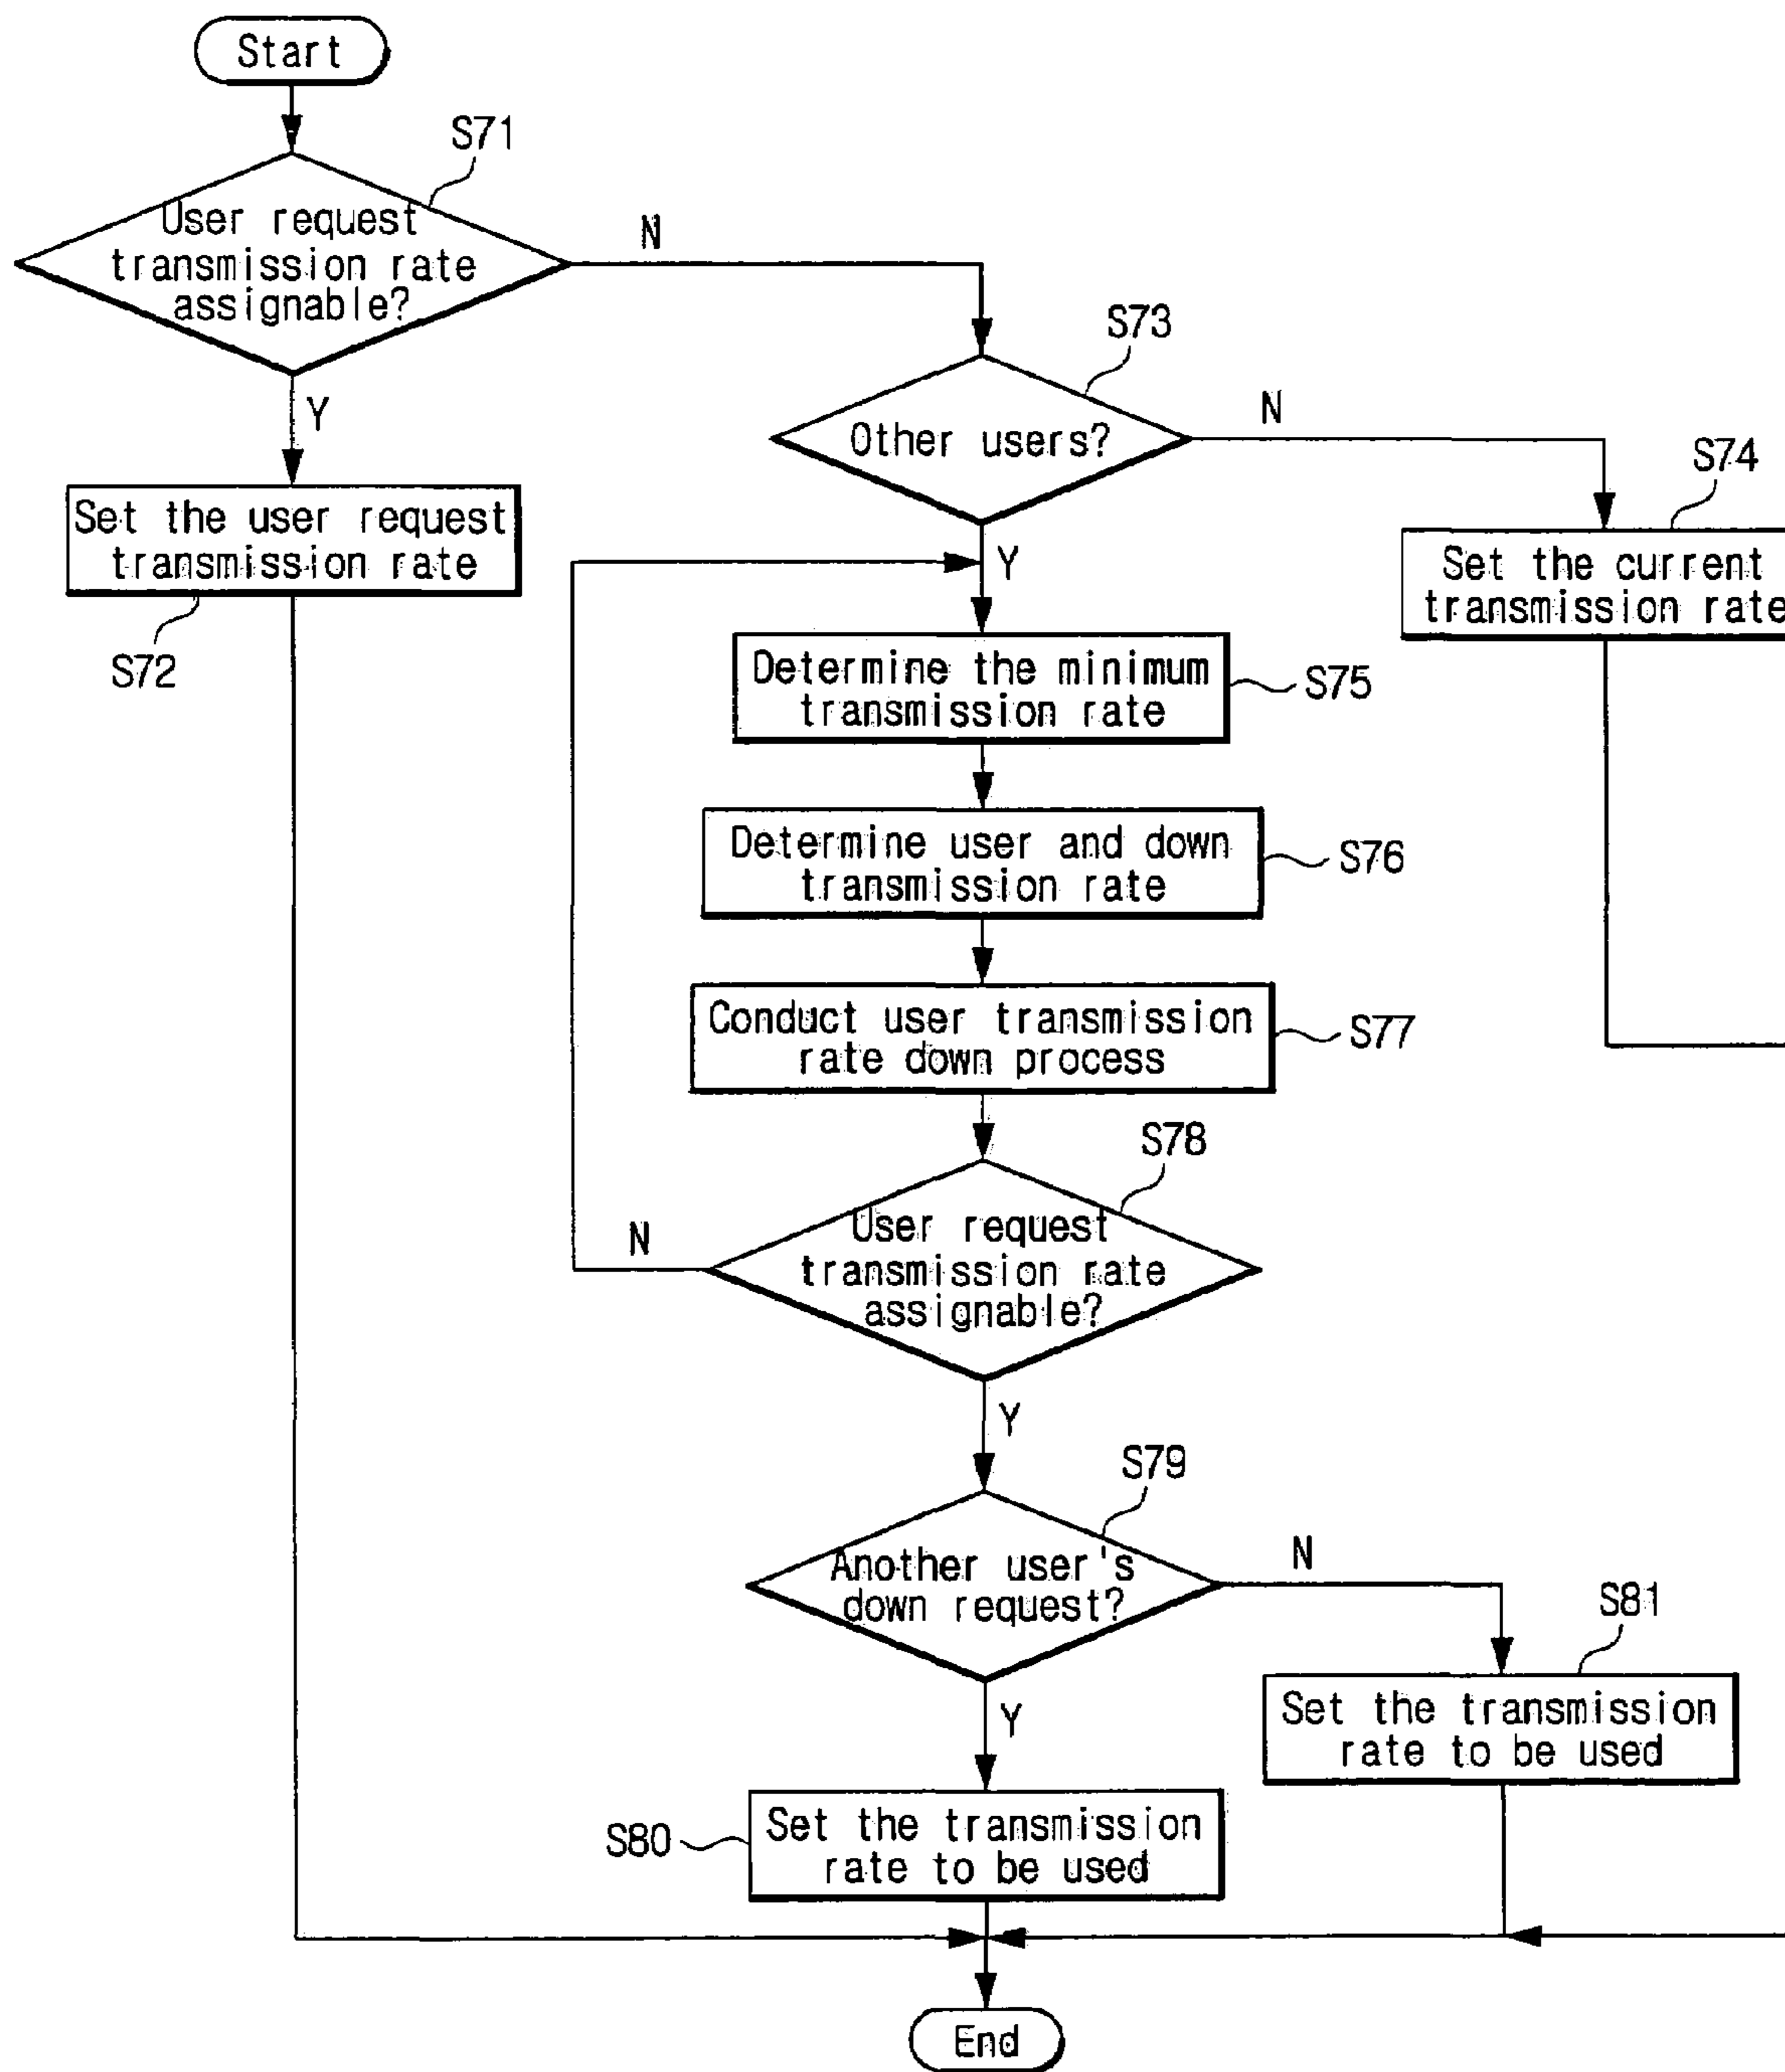 Start
S71
User request
transmission rate
assignable?
N
Y
S73
Other users?
N
S74
Set the user request
transmission rate
S72
Y
Set the current
transmission rate
Determine the minimum
transmission rate
S75
Determine user and down
transmission rate
S76
Conduct user transmission
rate down process
S77
S78
User request
transmission rate
assignable?
N
Y
S79
Another user's
down request?
N
S81
Y
Set the transmission
rate to be used
S80
Set the transmission
rate to be used
End